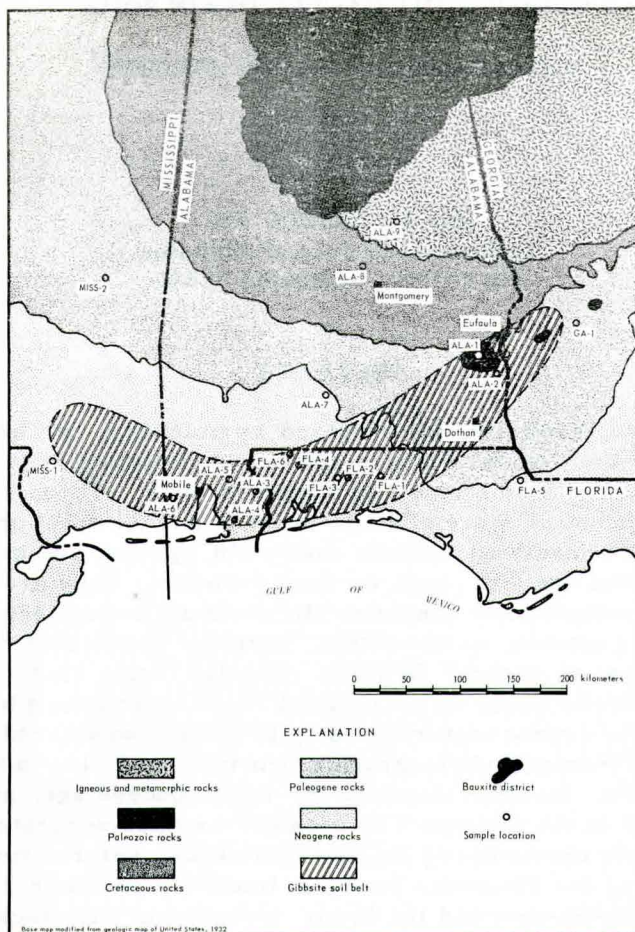 MISSISSIPPI
ALABAMA
GEORGIA
ALABAMA
ALA-9
ALA-8
Montgomery
MISS-2
Eufaula
ALA-1
GA-1
ALA-2
ALA-7
Dothan
MISS-1
Mobile
ALA-5
FLA-6
FLA-4
ALA-3
FLA-3
FLA-2
FLA-1
ALA-6
ALA-4
FLA-5
FLORIDA
GULF OF MEXICO
0 50 100 150 200 kilometers
EXPLANATION
Igneous and metamorphic rocks
Paleogene rocks
Bauxite district
Paleozoic rocks
Neogene rocks
Sample location
Cretaceous rocks
Gibbsite soil belt
Base map modified from geologic map of United States, 1932